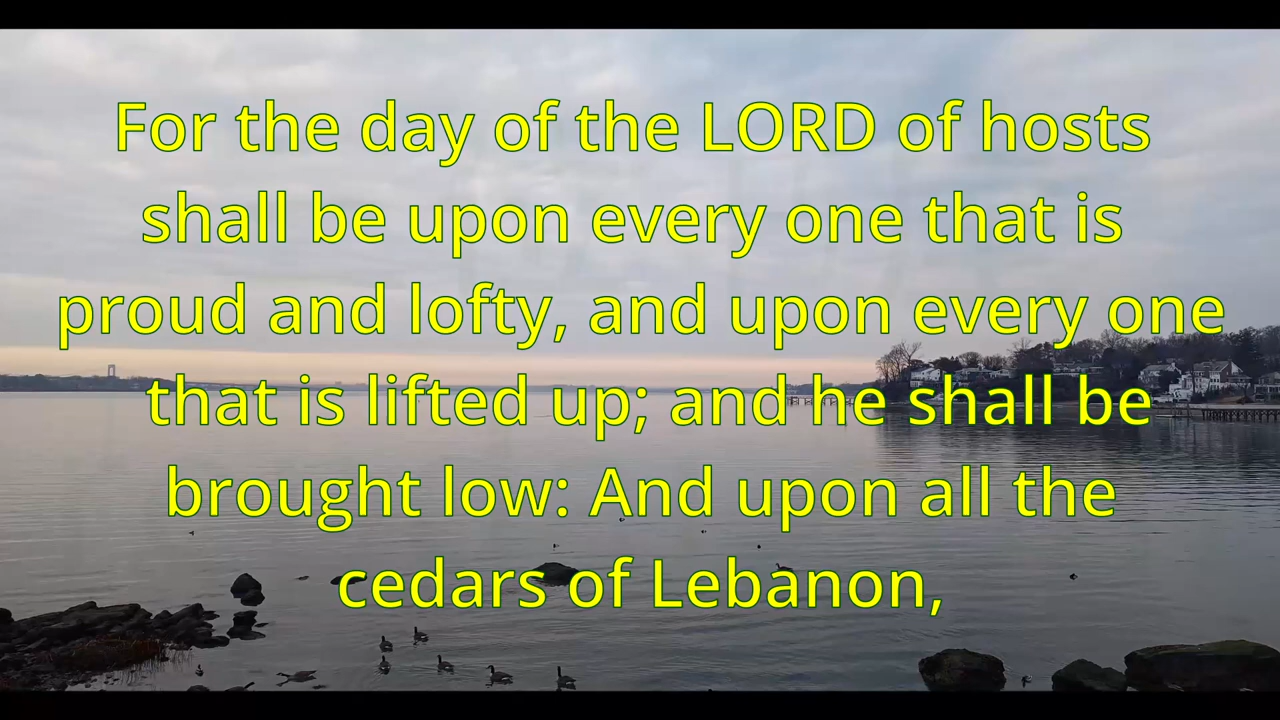 For the day of the LORD of hosts
shall be upon every one that is
proud and lofty, and upon every one
that is lifted up; and he shall be
brought low: And upon all the
cedars of Lebanon,